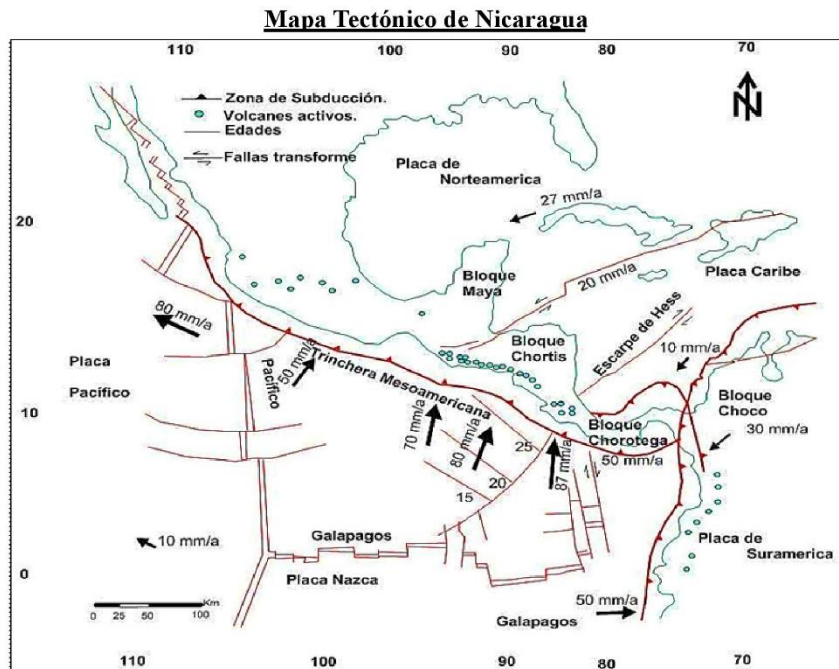 Mapa Tectónico de Nicaragua
110 100 90 80 70
Zona de Subducción.
Volcanes activos.
Edades
Fallas transforme
N
Placa de
Norteamerica
27 mm/a
20
Bloque
Maya
20 mm/a
Placa Caribe
80 mm/a
Bloque
Chortis
Escarpe de Hess
10 mm/a
Placa
Pacífico
Pacífico
50 mm/a
Trinchera Mesoamericana
Bloque
Choco
10
70 mm/a
80 mm/a
25
20
15
87 mm/a
Bloque
Chorotega
50 mm/a
30 mm/a
10 mm/a
Galapagos
Placa Nazca
Placa de
Suramerica
0
0 25 50 100
Km
Galapagos
50 mm/a
110 100 90 80 70